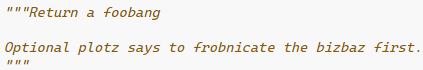 """Return a foobang

Optional plotz says to frobnicate the bizbaz first.
"""